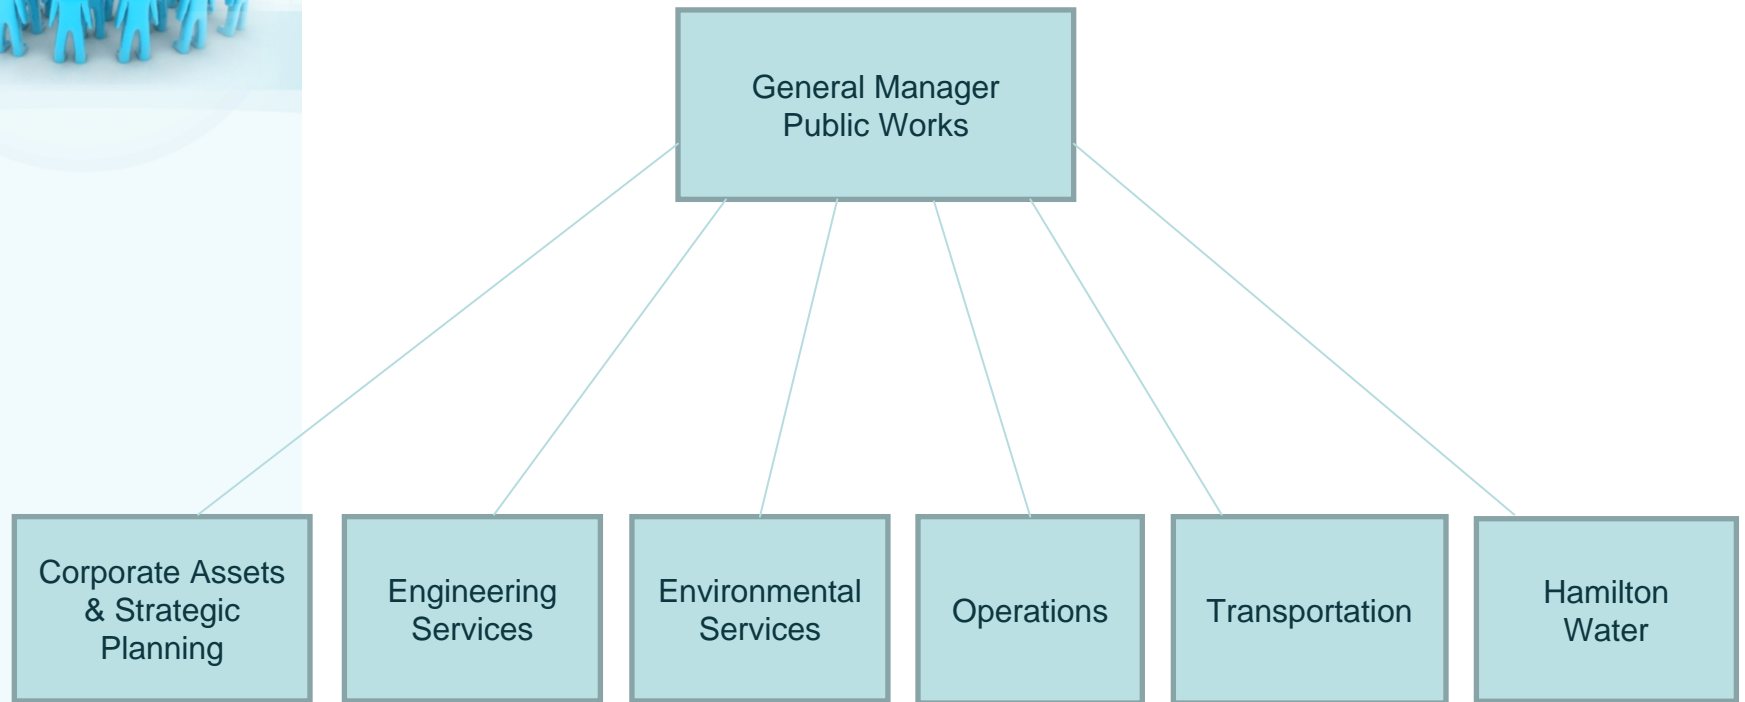 General Manager
Public Works
Corporate Assets
& Strategic
Planning
Engineering
Services
Environmental
Services
Operations
Transportation
Hamilton
Water